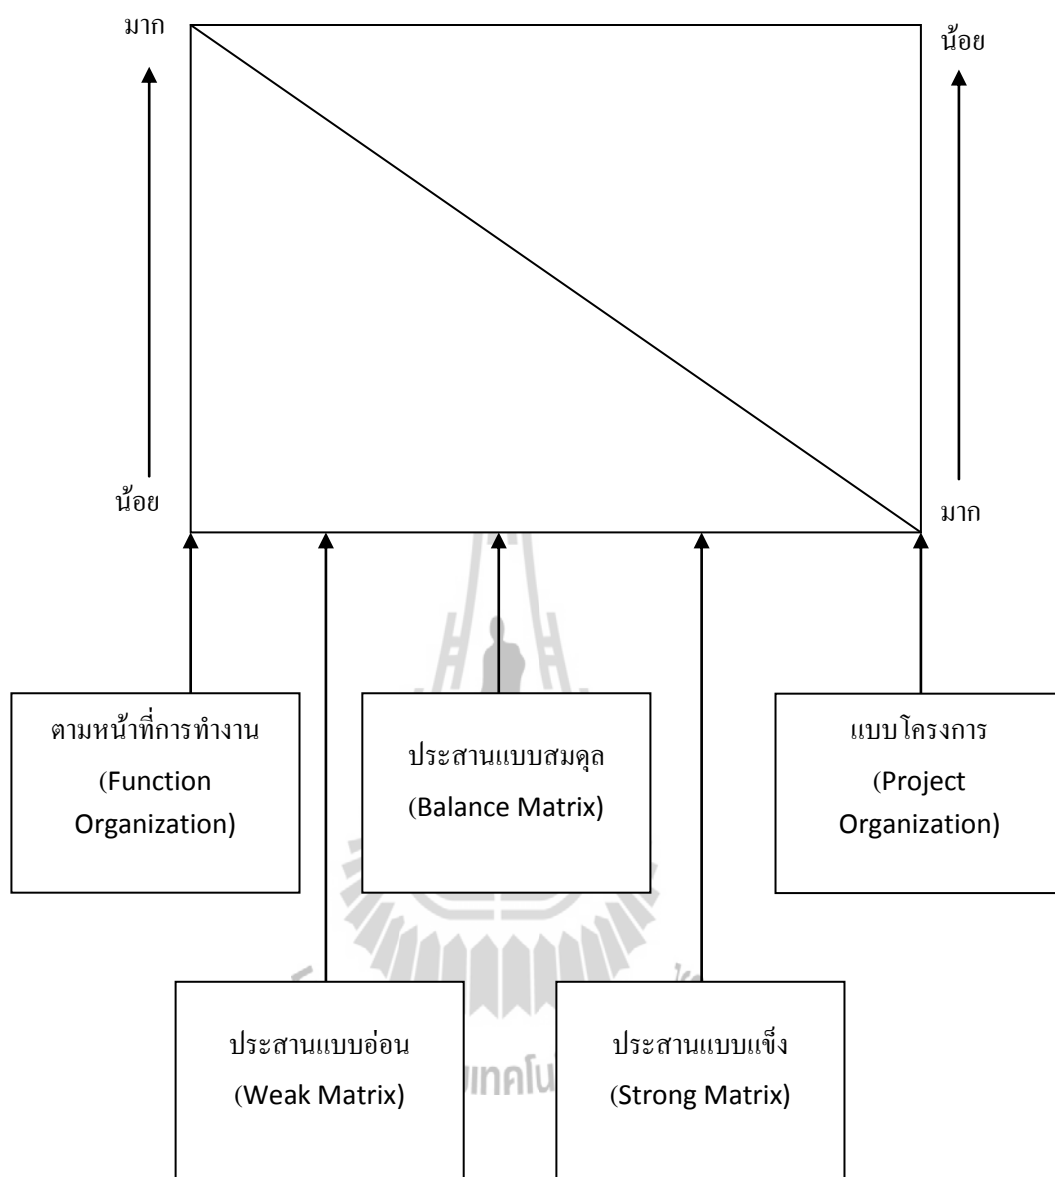 มาก
น้อย
น้อย
มาก
ตามหน้าที่การทำงาน
(Function
Organization)
ประสานแบบสมดุล
(Balance Matrix)
แบบโครงการ
(Project
Organization)
ประสานแบบอ่อน
(Weak Matrix)
ประสานแบบแข็ง
(Strong Matrix)